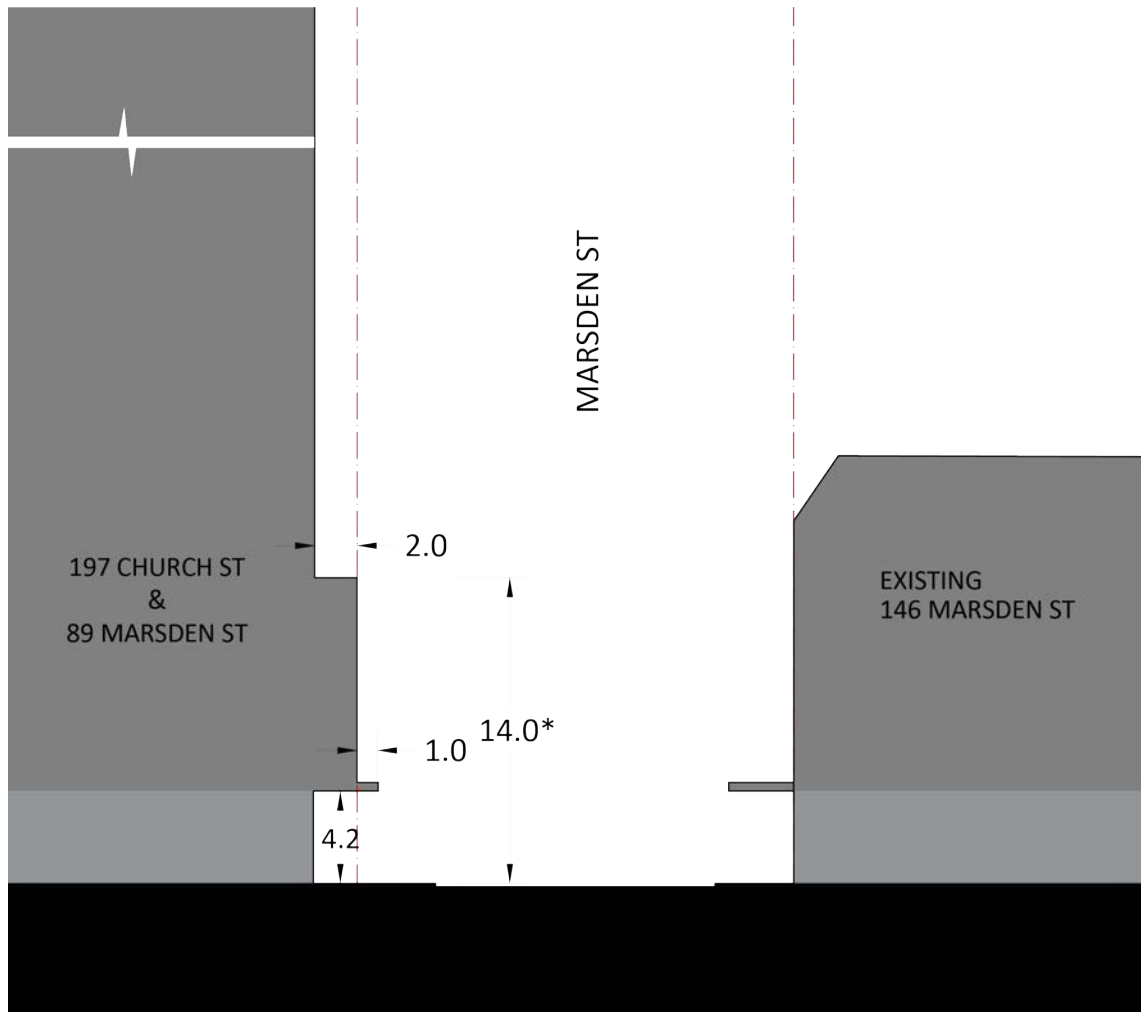 MARSDEN ST
2.0
197 CHURCH ST
&
89 MARSDEN ST
EXISTING
146 MARSDEN ST
14.0*
1.0
4.2